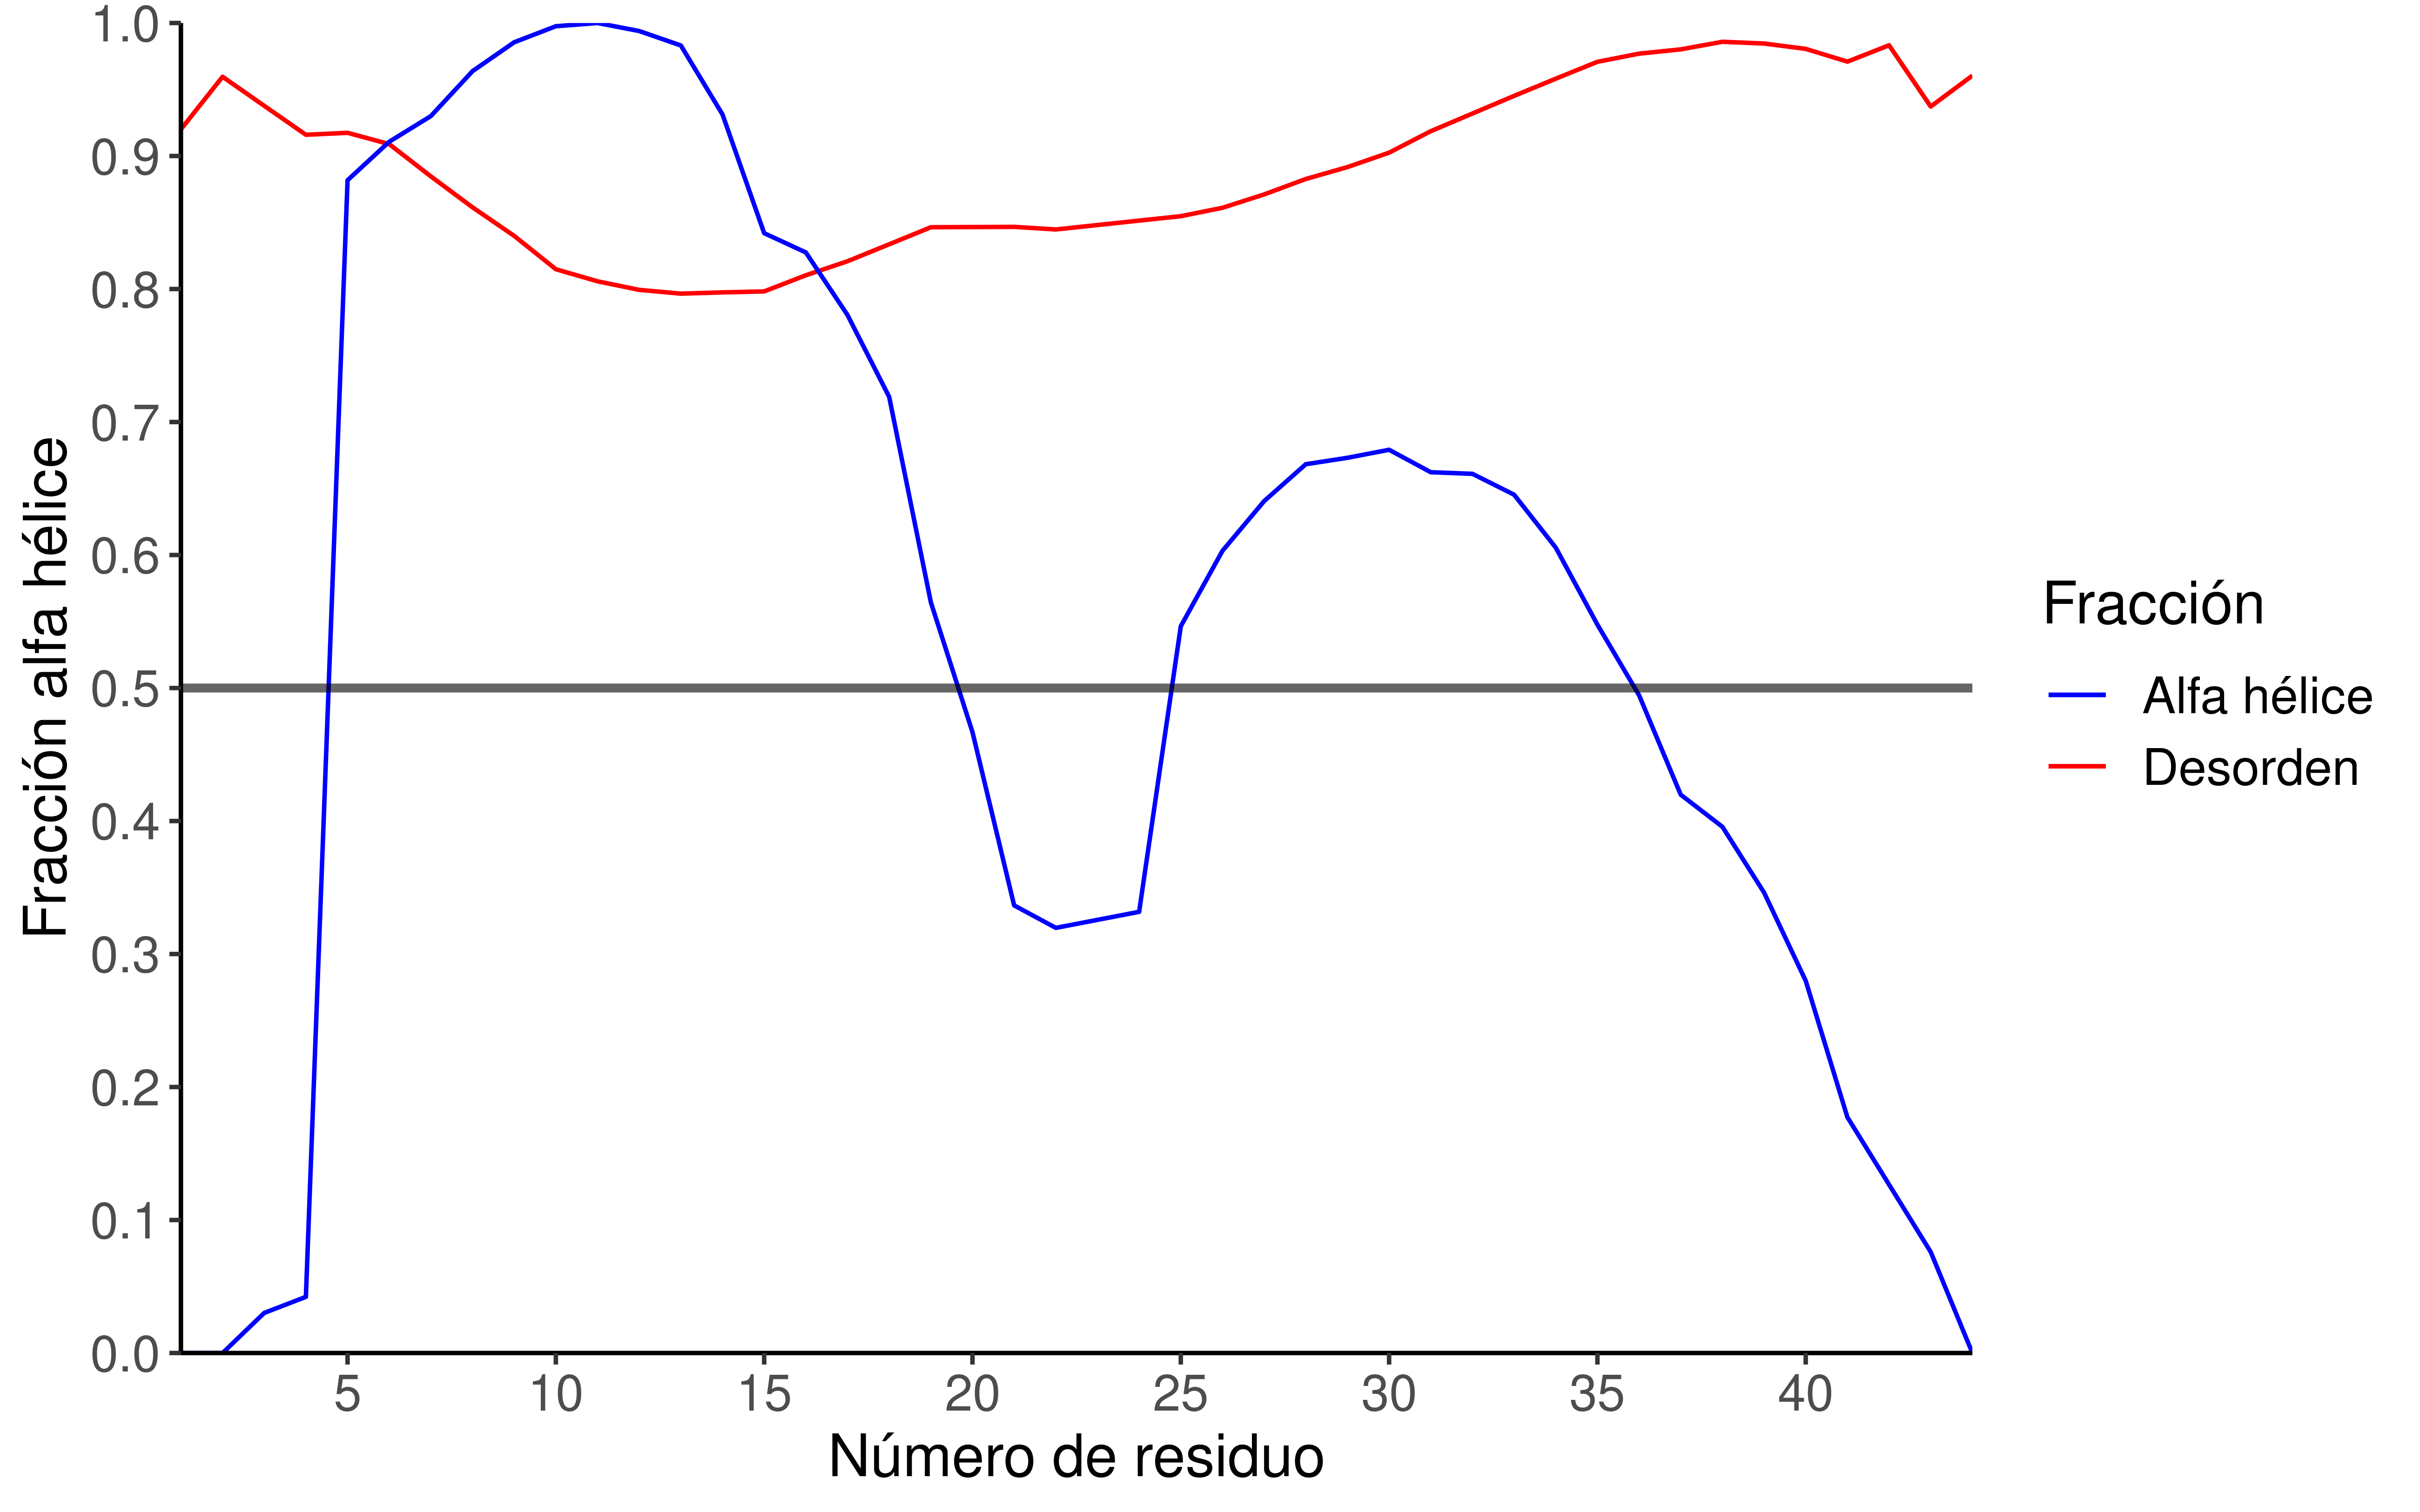 Fracción alfa hélice
1.0
0.9
0.8
0.7
0.6
0.5
0.4
0.3
0.2
0.1
0.0
5 10 15 20 25 30 35 40
Número de residuo
Fracción
Alfa hélice
Desorden